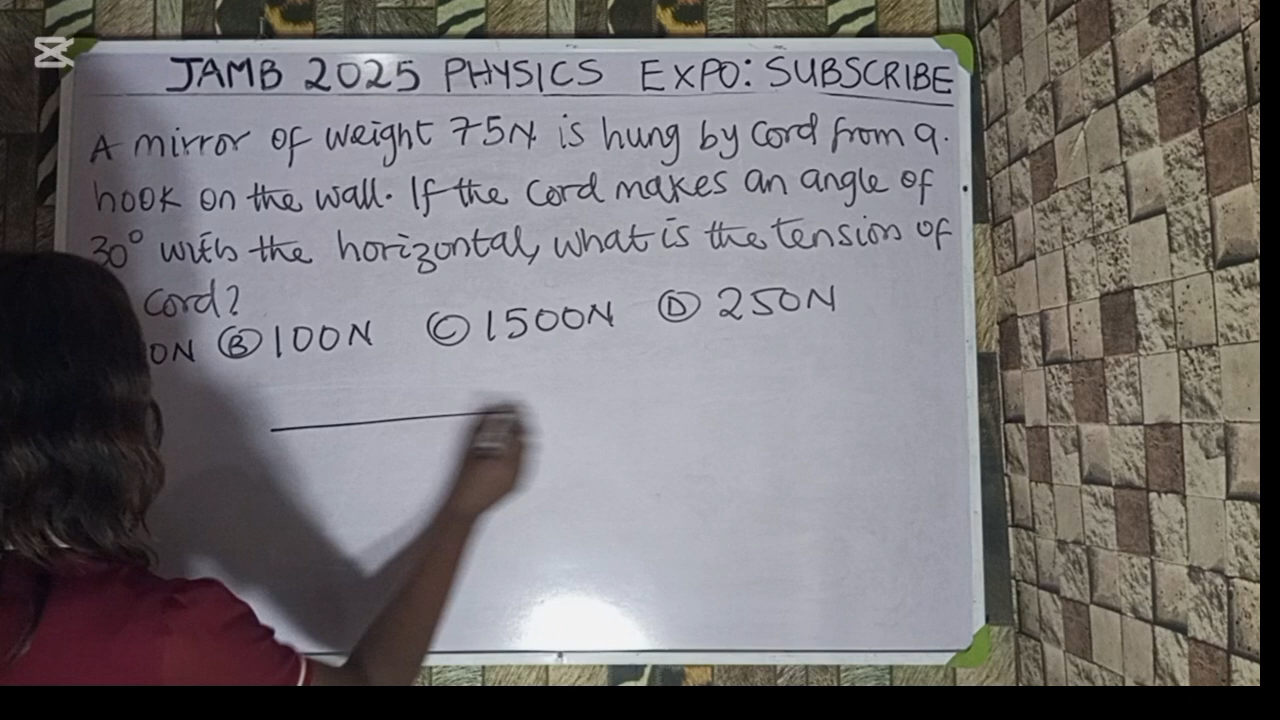 JAMB 2025 PHYSICS EXPO: SUBSCRIBE
A mirror of weight 75N is hung by cord from a.
hook on the wall. If the cord makes an angle of
30° with the horizontal, what is the tension of
cord?
0N (B) 100N (C) 1500N (D) 250N